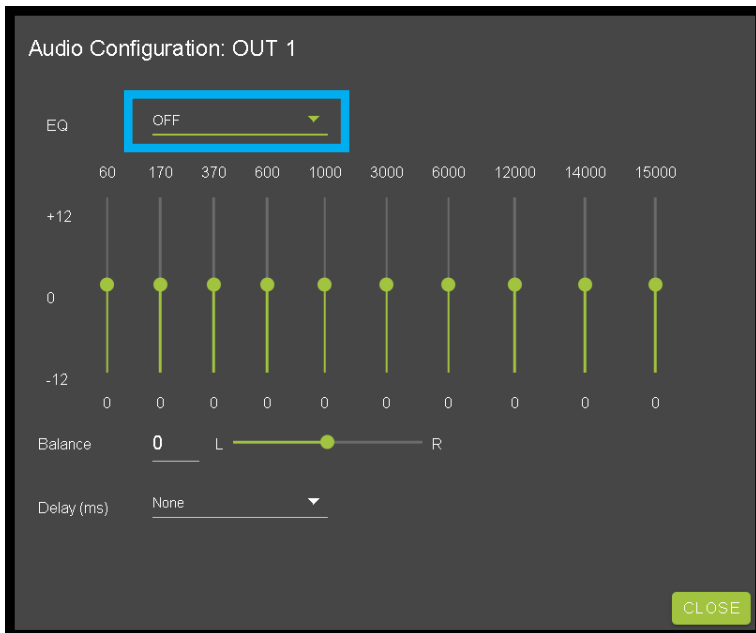 Audio Configuration: OUT 1
EQ
OFF
60 170 370 600 1000 3000 6000 12000 14000 15000
+12
0
-12
0 0 0 0 0 0 0 0 0 0
Balance 0 L R
Delay (ms) None
CLOSE